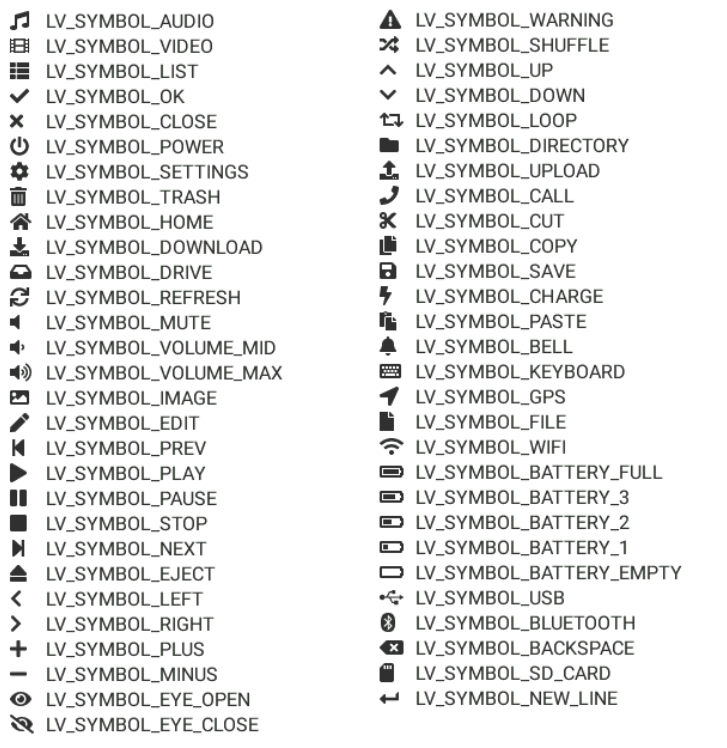 LV_SYMBOL_AUDIO
LV_SYMBOL_VIDEO
LV_SYMBOL_LIST
LV_SYMBOL_OK
LV_SYMBOL_CLOSE
LV_SYMBOL_POWER
LV_SYMBOL_SETTINGS
LV_SYMBOL_TRASH
LV_SYMBOL_HOME
LV_SYMBOL_DOWNLOAD
LV_SYMBOL_DRIVE
LV_SYMBOL_REFRESH
LV_SYMBOL_MUTE
LV_SYMBOL_VOLUME_MID
LV_SYMBOL_VOLUME_MAX
LV_SYMBOL_IMAGE
LV_SYMBOL_EDIT
LV_SYMBOL_PREV
LV_SYMBOL_PLAY
LV_SYMBOL_PAUSE
LV_SYMBOL_STOP
LV_SYMBOL_NEXT
LV_SYMBOL_EJECT
LV_SYMBOL_LEFT
LV_SYMBOL_RIGHT
LV_SYMBOL_PLUS
LV_SYMBOL_MINUS
LV_SYMBOL_EYE_OPEN
LV_SYMBOL_EYE_CLOSE
LV_SYMBOL_WARNING
LV_SYMBOL_SHUFFLE
LV_SYMBOL_UP
LV_SYMBOL_DOWN
LV_SYMBOL_LOOP
LV_SYMBOL_DIRECTORY
LV_SYMBOL_UPLOAD
LV_SYMBOL_CALL
LV_SYMBOL_CUT
LV_SYMBOL_COPY
LV_SYMBOL_SAVE
LV_SYMBOL_CHARGE
LV_SYMBOL_PASTE
LV_SYMBOL_BELL
LV_SYMBOL_KEYBOARD
LV_SYMBOL_GPS
LV_SYMBOL_FILE
LV_SYMBOL_WIFI
LV_SYMBOL_BATTERY_FULL
LV_SYMBOL_BATTERY_3
LV_SYMBOL_BATTERY_2
LV_SYMBOL_BATTERY_1
LV_SYMBOL_BATTERY_EMPTY
LV_SYMBOL_USB
LV_SYMBOL_BLUETOOTH
LV_SYMBOL_BACKSPACE
LV_SYMBOL_SD_CARD
LV_SYMBOL_NEW_LINE